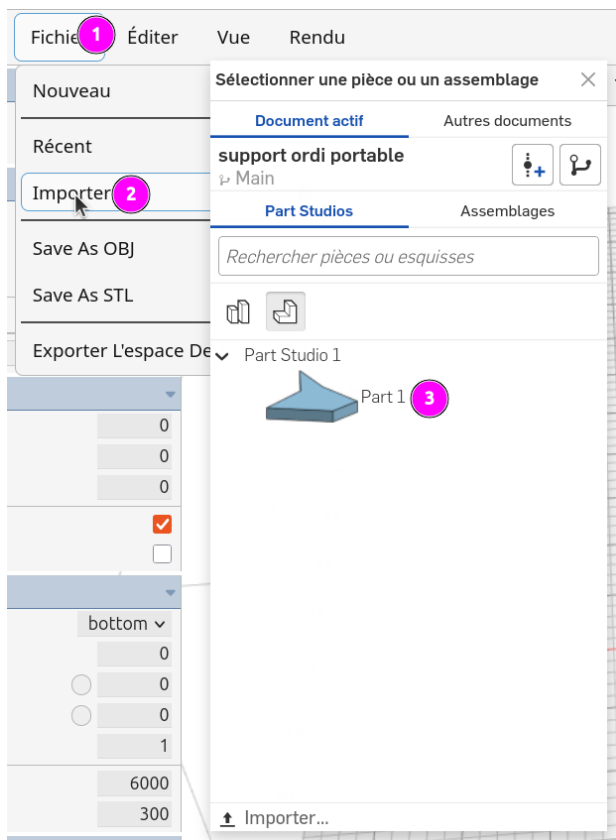 Fichie 1 Éditer Vue Rendu
Nouveau
Récent
Importer 2
Save As OBJ
Save As STL
Exporter L'espace De
Sélectionner une pièce ou un assemblage
Document actif Autres documents
support ordi portable
Main
Part Studios Assemblages
Rechercher pièces ou esquisses
Part Studio 1
Part 1 3
0
0
0
bottom
0
0
0
1
6000
300
Importer...